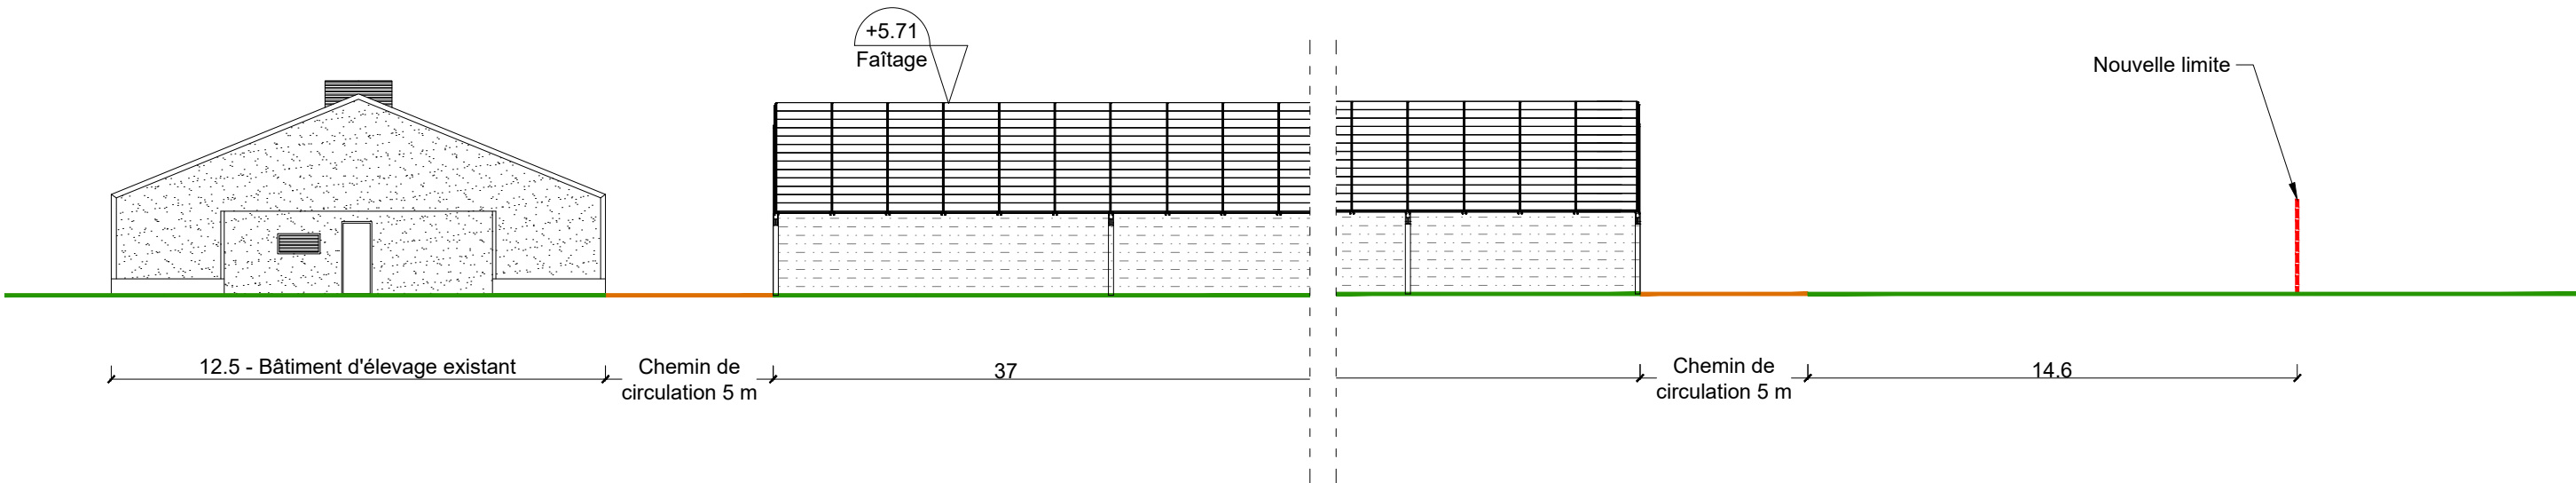 +5.71
Faîtage
Nouvelle limite
12.5 - Bâtiment d'élevage existant
Chemin de
circulation 5 m
37
Chemin de
circulation 5 m
14.6